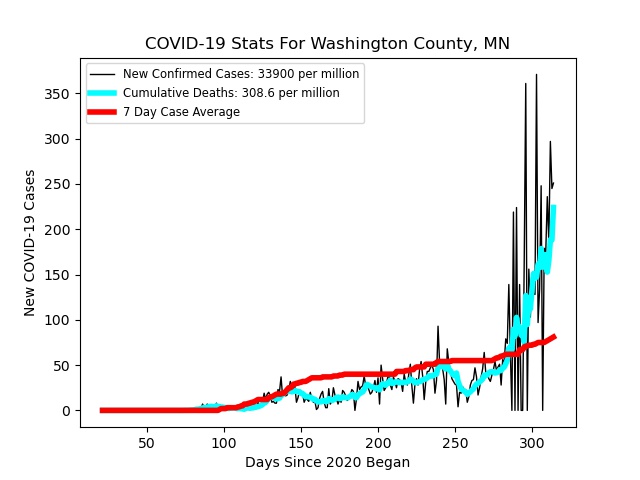 COVID-19 Stats For Washington County, MN
New Confirmed Cases: 33900 per million
Cumulative Deaths: 308.6 per million
7 Day Case Average
New COVID-19 Cases
350
300
250
200
150
100
50
0
50
100
150
200
250
300
Days Since 2020 Began